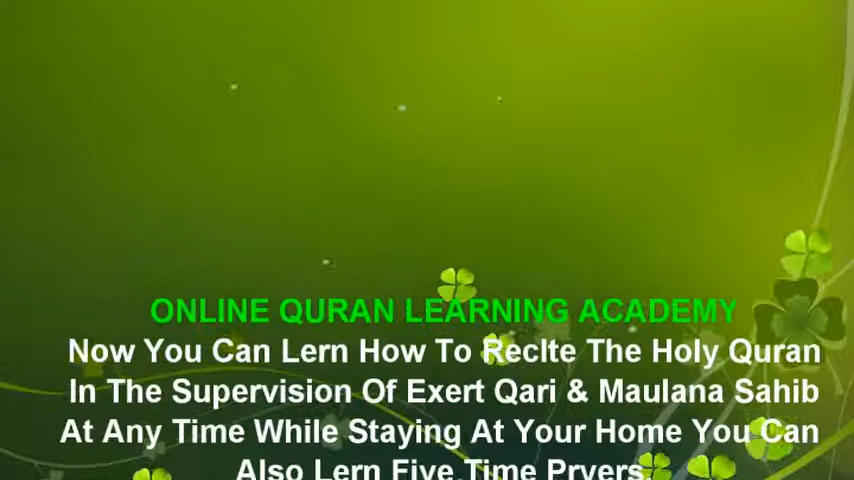 ONLINE QURAN LEARNING ACADEMY
Now You Can Lern How To RecIte The Holy Quran
In The Supervision Of Exert Qari & Maulana Sahib
At Any Time While Staying At Your Home You Can
Also Lern Five Time Pryers.